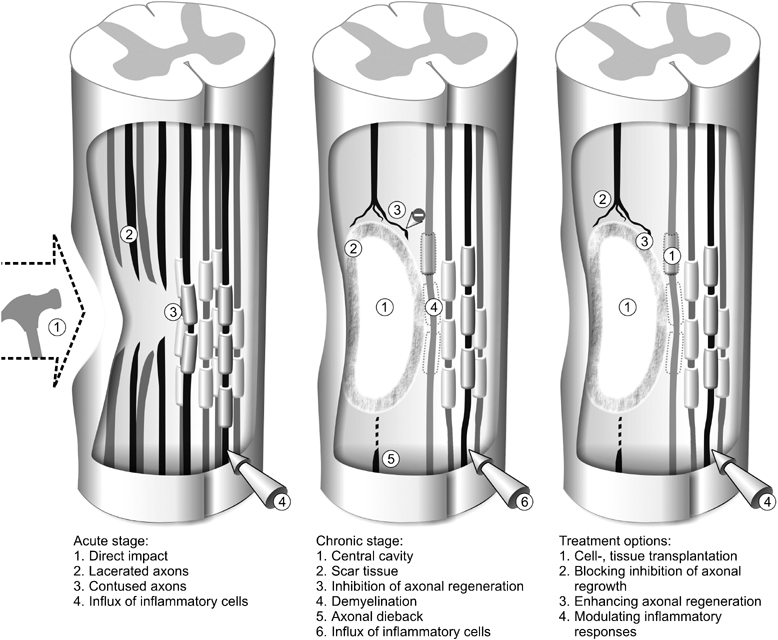 2
1
3
4
3
2
1
4
5
6
2
3
1
1
4
Acute stage:
1. Direct impact
2. Lacerated axons
3. Contused axons
4. Influx of inflammatory cells
Chronic stage:
1. Central cavity
2. Scar tissue
3. Inhibition of axonal regeneration
4. Demyelination
5. Axonal dieback
6. Influx of inflammatory cells
Treatment options:
1. Cell-, tissue transplantation
2. Blocking inhibition of axonal
regrowth
3. Enhancing axonal regeneration
4. Modulating inflammatory
responses